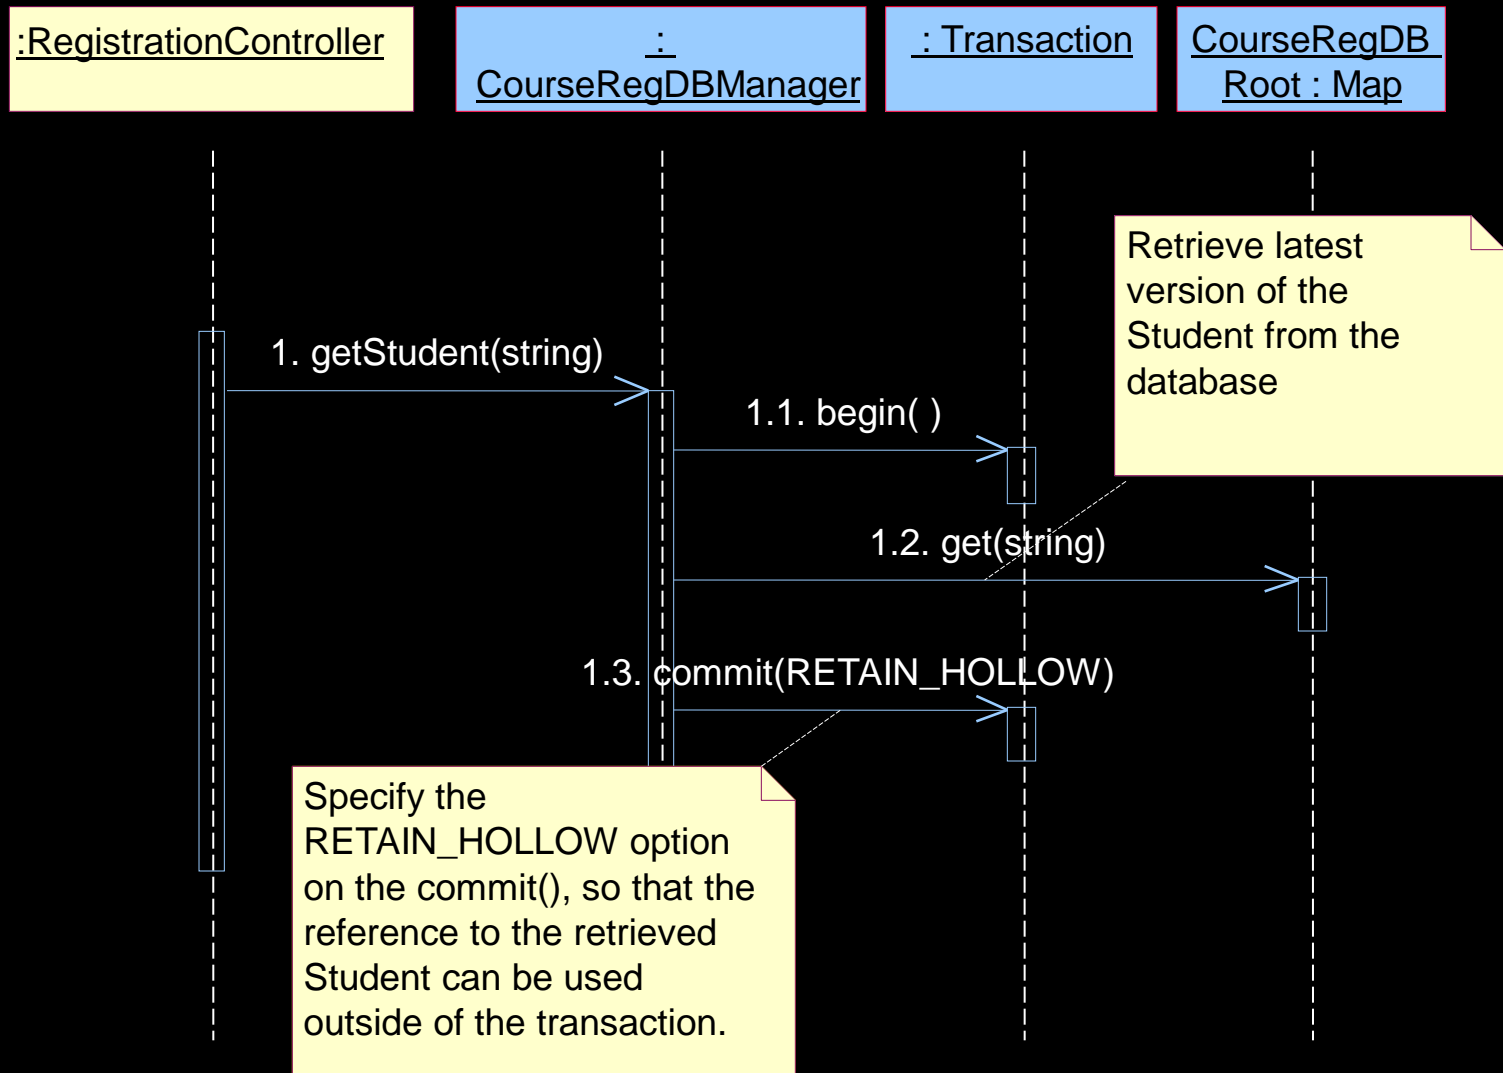 :RegistrationController
:
CourseRegDBManager
: Transaction
CourseRegDB
Root : Map
Retrieve latest
version of the
Student from the
database
1. getStudent(string)
1.1. begin( )
1.2. get(string)
1.3. commit(RETAIN_HOLLOW)
Specify the
RETAIN_HOLLOW option
on the commit(), so that the
reference to the retrieved
Student can be used
outside of the transaction.